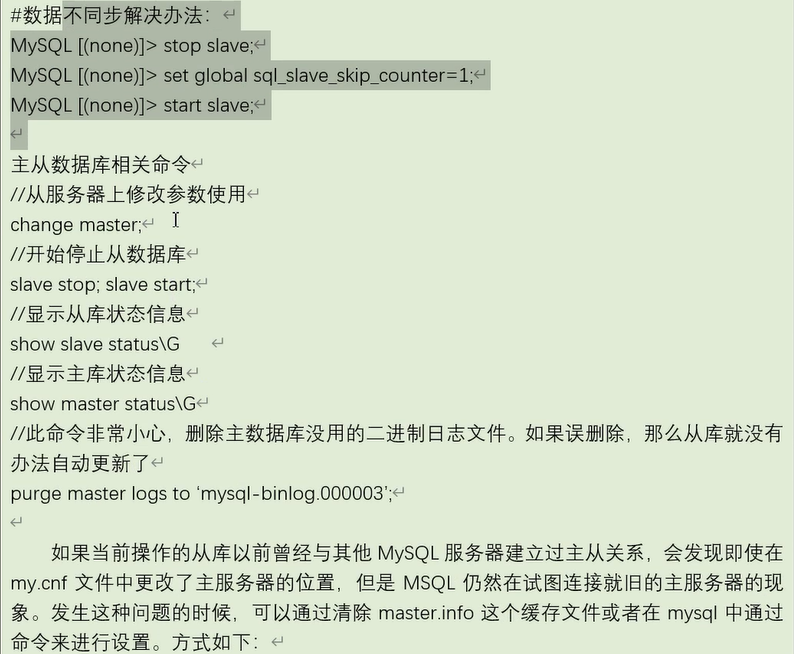 #数据不同步解决办法：
MySQL [(none)]> stop slave;
MySQL [(none)]> set global sql_slave_skip_counter=1;
MySQL [(none)]> start slave;
主从数据库相关命令
//从服务器上修改参数使用
change master;
//开始停止从数据库
slave stop; slave start;
//显示从库状态信息
show slave status\G
//显示主库状态信息
show master status\G
//此命令非常小心，删除主数据库没用的二进制日志文件。如果误删除，那么从库就没有
办法自动更新了
purge master logs to ‘mysql-binlog.000003’;
如果当前操作的从库以前曾经与其他 MySQL 服务器建立过主从关系，会发现即使在
my.cnf 文件中更改了主服务器的位置，但是 MSQL 仍然在试图连接就旧的主服务器的现
象。发生这种问题的时候，可以通过清除 master.info 这个缓存文件或者在 mysql 中通过
命令来进行设置。方式如下：